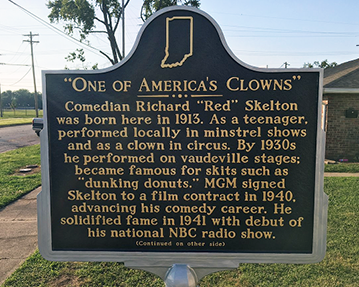 "One of America's Clowns"
Comedian Richard "Red" Skelton
was born here in 1913. As a teenager,
performed locally in minstrel shows
and as a clown in circus. By 1930s
he performed on vaudeville stages;
became famous for skits such as
"dunking donuts." MGM signed
Skelton to a film contract in 1940,
advancing his comedy career. He
solidified fame in 1941 with debut of
his national NBC radio show.
(Continued on other side)